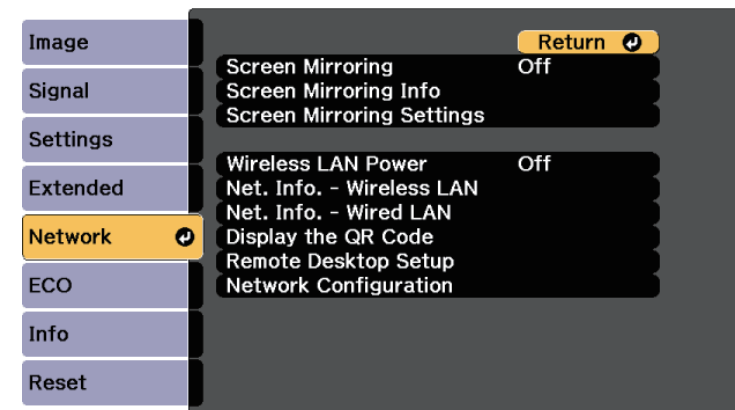 Image
Signal
Settings
Extended
Network
ECO
Info
Reset
Return
Screen Mirroring Off
Screen Mirroring Info
Screen Mirroring Settings
Wireless LAN Power Off
Net. Info. - Wireless LAN
Net. Info. - Wired LAN
Display the QR Code
Remote Desktop Setup
Network Configuration